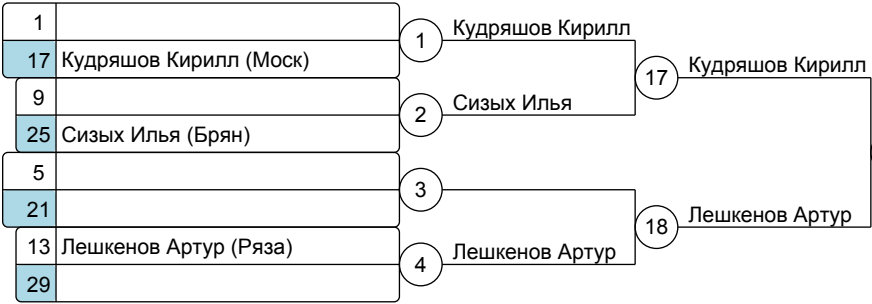 1
17 Кудряшов Кирилл (Моск)
9
25 Сизых Илья (Брян)
5
21
13 Лешкенов Артур (Ряза)
29
1 Кудряшов Кирилл
2 Сизых Илья
3
4 Лешкенов Артур
17 Кудряшов Кирилл
18 Лешкенов Артур